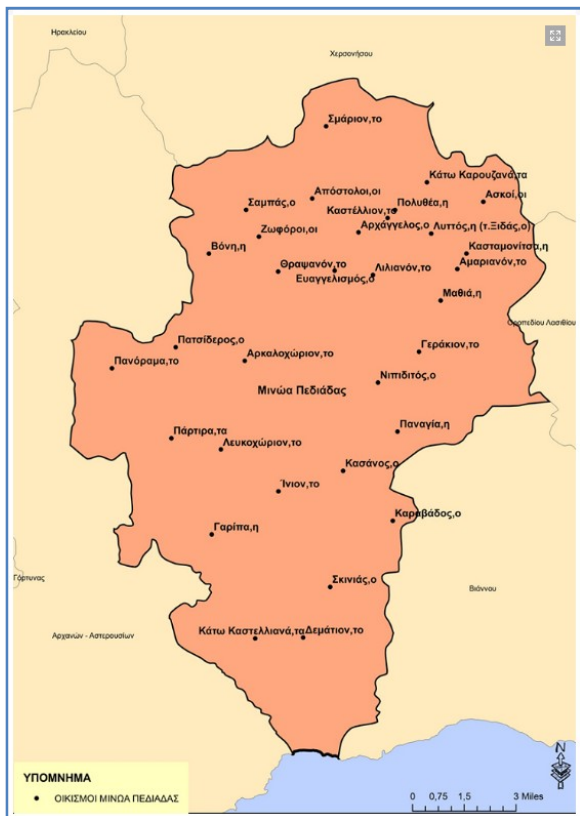 Ηρακλείου
Χερσονήσου
Σμάριον,το
Κάτω Καρουζανά,τα
Απόστολοι,οι
Ασκοί,οι
Σαμπάς,ο
Καστέλλιον,το
Πολυθέα,η
Ζωφόροι,οι
Αρχάγγελος,ο
Λυττός,η (τ.Ξιδάς,ο)
Βόνη,η
Κασταμονίτσα,η
Θραψανόν,το
Ευαγγελισμός,ο
Λιλιανόν,το
Αμαριανόν,το
Μαθιά,η
Οροπεδίου Λασιθίου
Πατσίδερος,ο
Γεράκιον,το
Πανόραμα,το
Αρκαλοχώριον,το
Νιπιδιτός,ο
Μινώα Πεδιάδας
Παναγία,η
Πάρτιρα,τα
Λευκοχώριον,το
Κασάνος,ο
Ίνιον,το
Καραβάδος,ο
Γαρίπα,η
Γόρτυνας
Σκινιάς,ο
Βιάννου
Αρχανών - Αστερουσίων
Κάτω Καστελλιανά,τα
Δεμάτιον,το
ΥΠΟΜΝΗΜΑ
ΟΙΚΙΣΜΟΙ ΜΙΝΩΑ ΠΕΔΙΑΔΑΣ
N
0 0,75 1,5 3 Miles